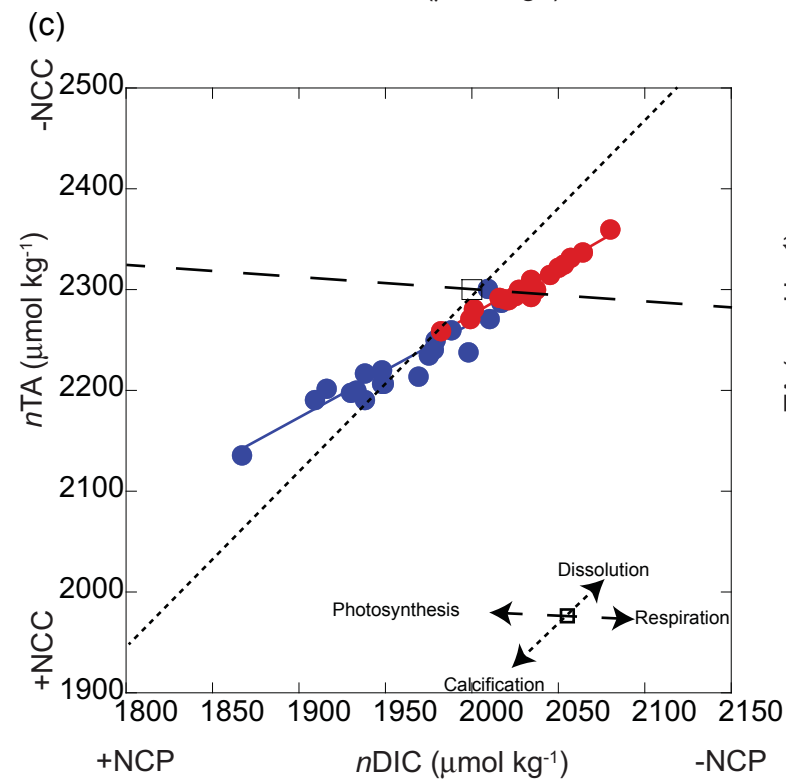 (c)
-NCC
2500
2400
2300
2200
2100
2000
1900
nTA (μmol kg-1)
+NCC
Dissolution
Photosynthesis
Respiration
Calcification
1800 1850 1900 1950 2000 2050 2100 2150
+NCP nDIC (μmol kg-1) -NCP